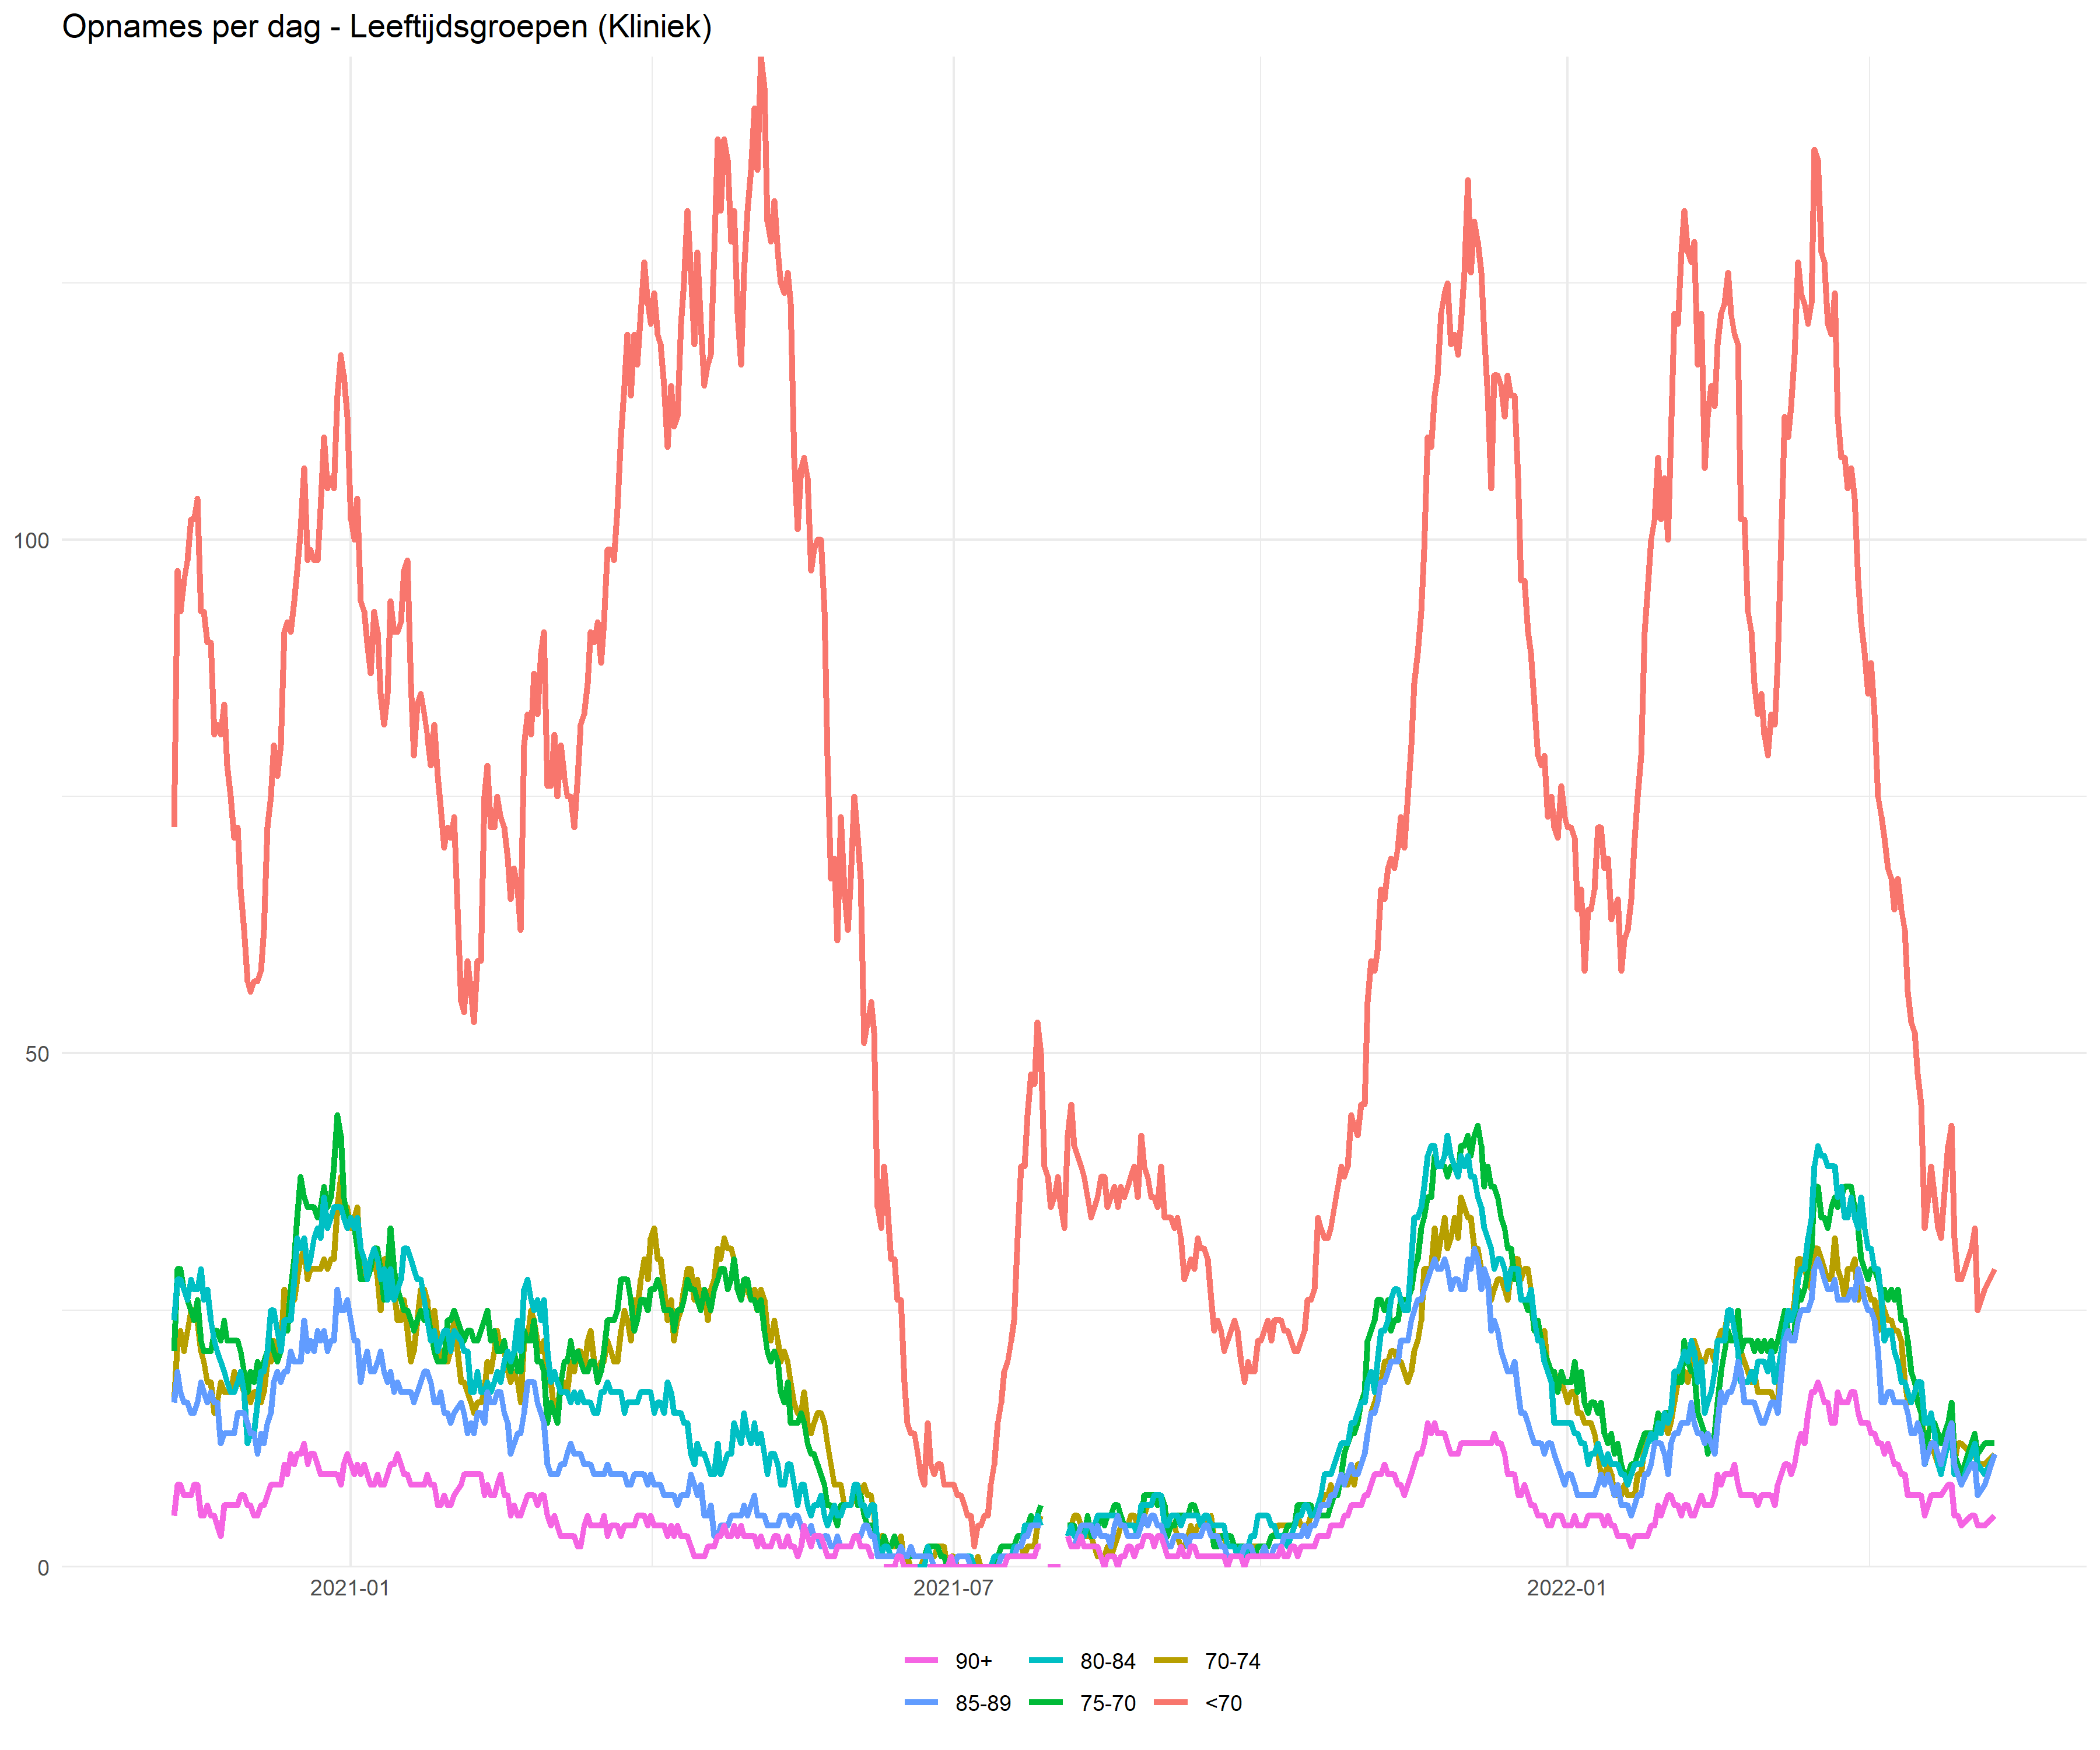 Opnames per dag - Leeftijdsgroepen (Kliniek)
100
50
0
2021-01 2021-07 2022-01
90+ 80-84 70-74
85-89 75-70 <70